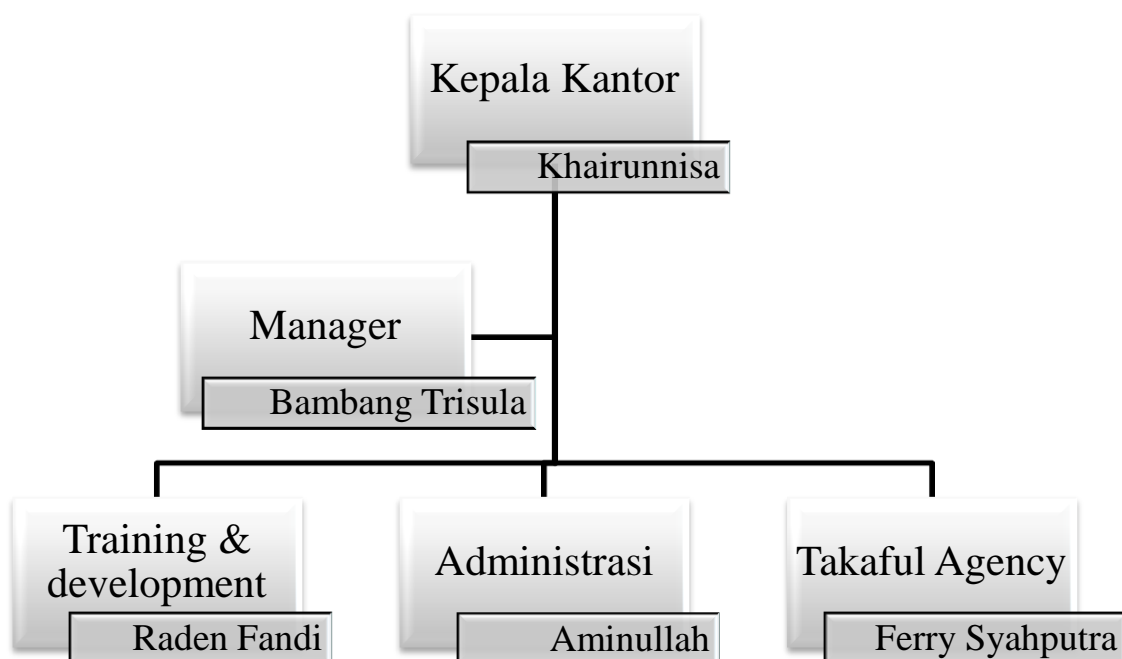 Kepala Kantor
Khairunnisa
Manager
Bambang Trisula
Training &
development
Raden Fandi
Administrasi
Aminullah
Takaful Agency
Ferry Syahputra